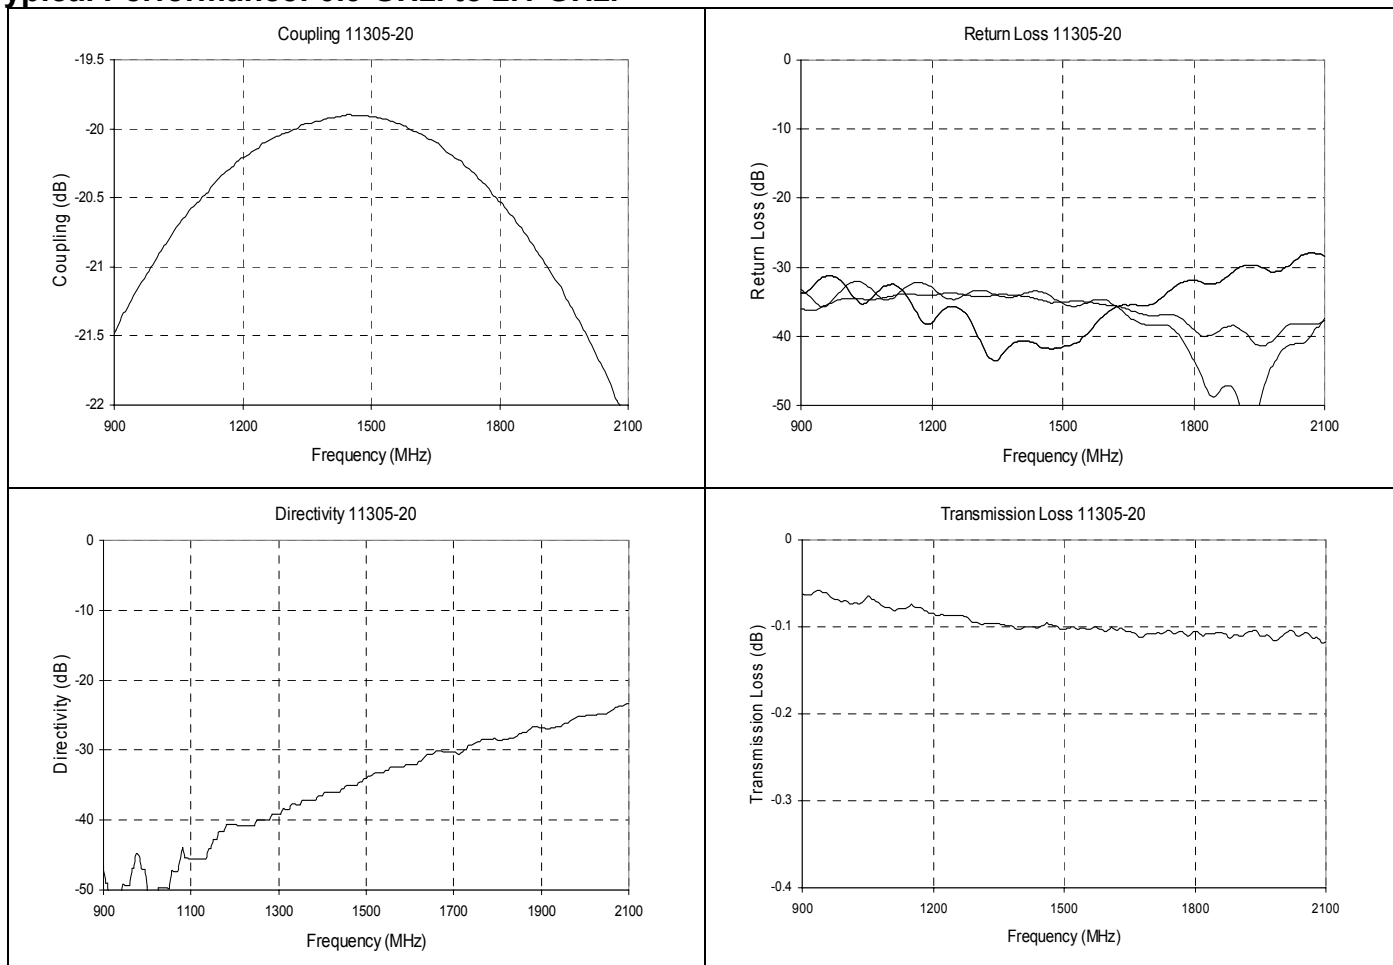 Coupling 11305-20
-19.5
-20
-20.5
-21
-21.5
-22
Coupling (dB)
900 1200 1500 1800 2100
Frequency (MHz)
Return Loss 11305-20
0
-10
-20
-30
-40
-50
Return Loss (dB)
900 1200 1500 1800 2100
Frequency (MHz)
Directivity 11305-20
0
-10
-20
-30
-40
-50
Directivity (dB)
900 1100 1300 1500 1700 1900 2100
Frequency (MHz)
Transmission Loss 11305-20
0
-0.1
-0.2
-0.3
-0.4
Transmission Loss (dB)
900 1200 1500 1800 2100
Frequency (MHz)